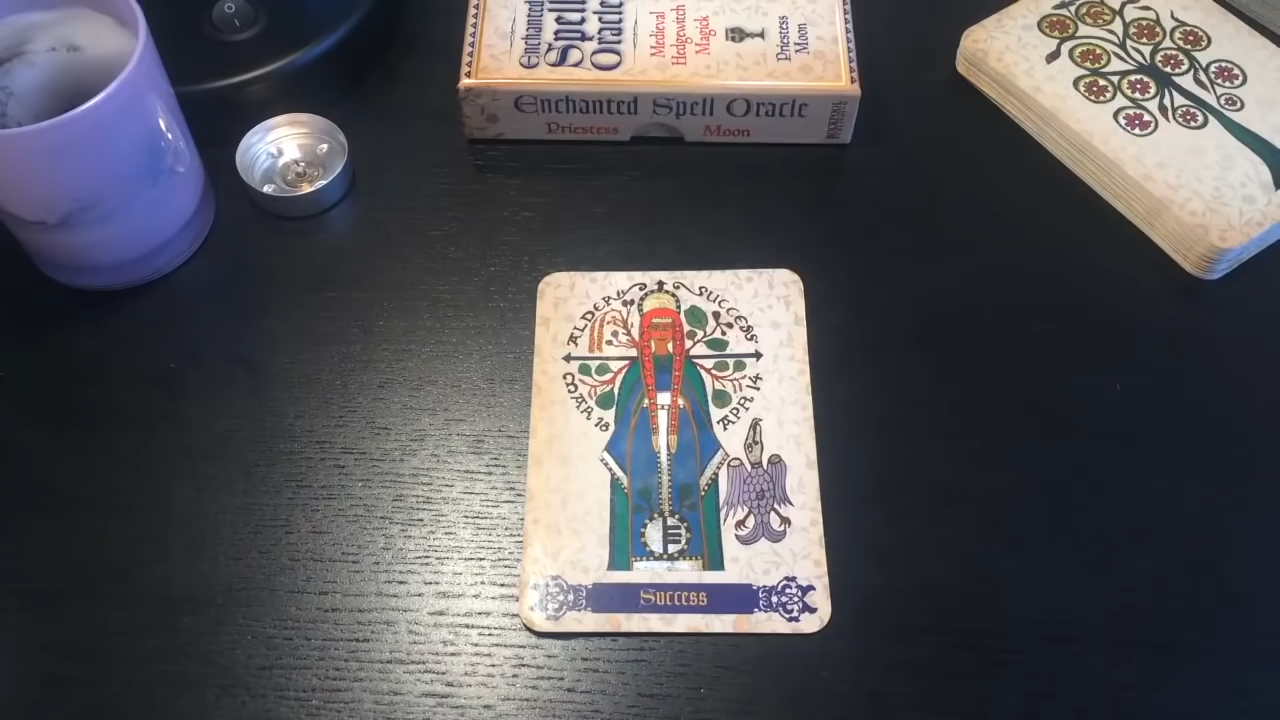 Enchanted
Spell
Oracle
Medieval
Hedgewitch
Magick
Priestess
Moon
Enchanted Spell Oracle
Priestess Moon
ROCKPOOL
ALDER SUCCESS
MAR 18 APR 14
Success